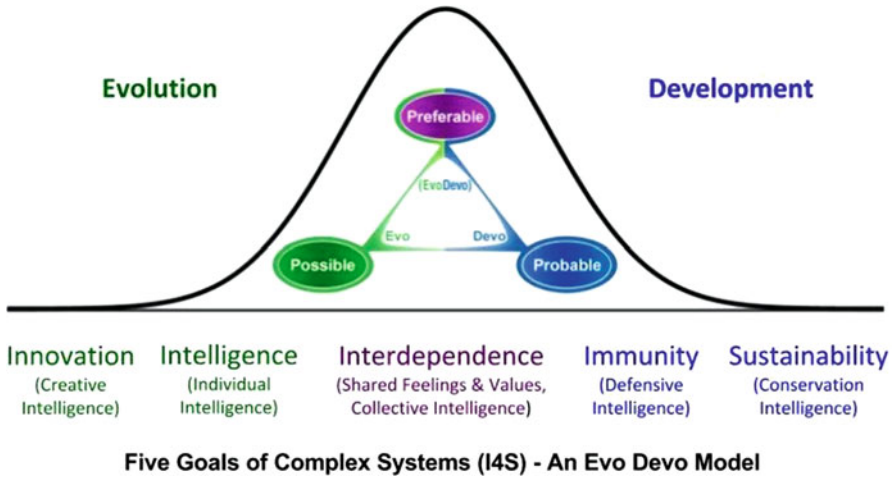 Evolution
Development
Preferable
(EvoDevo)
Evo
Devo
Possible
Probable
Innovation
(Creative
Intelligence)
Intelligence
(Individual
Intelligence)
Interdependence
(Shared Feelings & Values,
Collective Intelligence)
Immunity
(Defensive
Intelligence)
Sustainability
(Conservation
Intelligence)
Five Goals of Complex Systems (I4S) - An Evo Devo Model